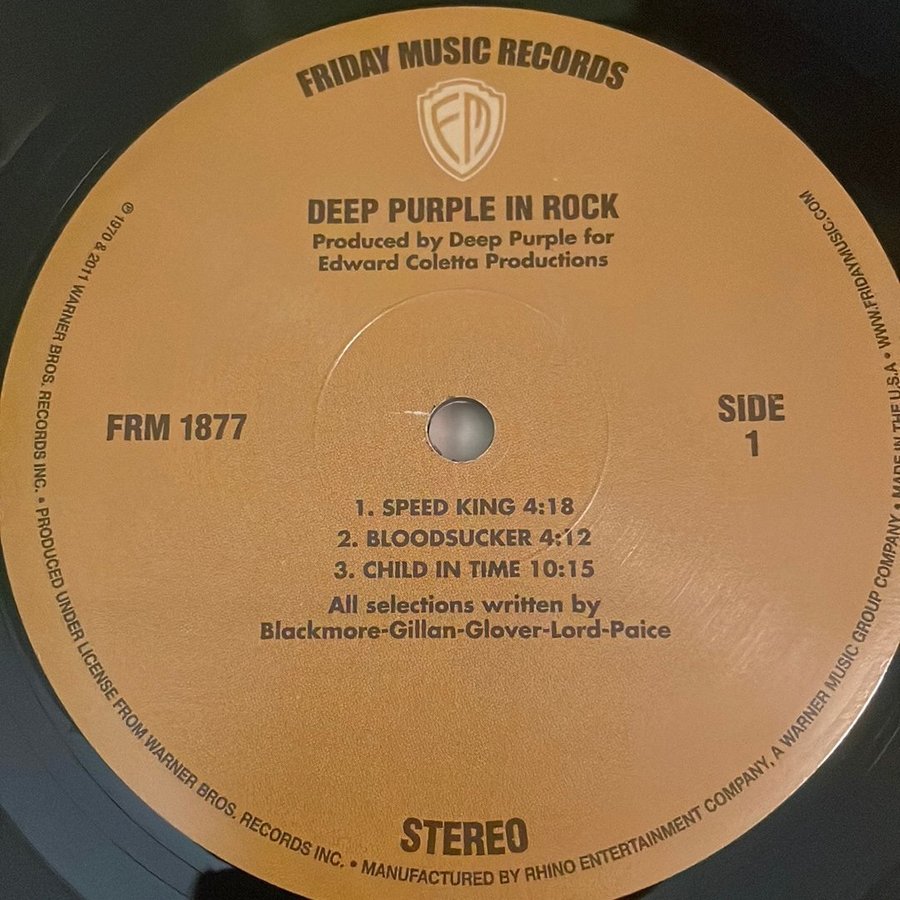 FRIDAY MUSIC RECORDS
FM
DEEP PURPLE IN ROCK
Produced by Deep Purple for
Edward Coletta Productions
FRM 1877
SIDE
1
1. SPEED KING 4:18
2. BLOODSUCKER 4:12
3. CHILD IN TIME 10:15
All selections written by
Blackmore-Gillan-Glover-Lord-Paice
STEREO
℗ 1970 & 2011 WARNER BROS. RECORDS INC. • PRODUCED UNDER LICENSE FROM WARNER BROS. RECORDS INC. • MANUFACTURED BY RHINO ENTERTAINMENT COMPANY, A WARNER MUSIC GROUP COMPANY • MADE IN THE U.S.A • WWW.FRIDAYMUSIC.COM